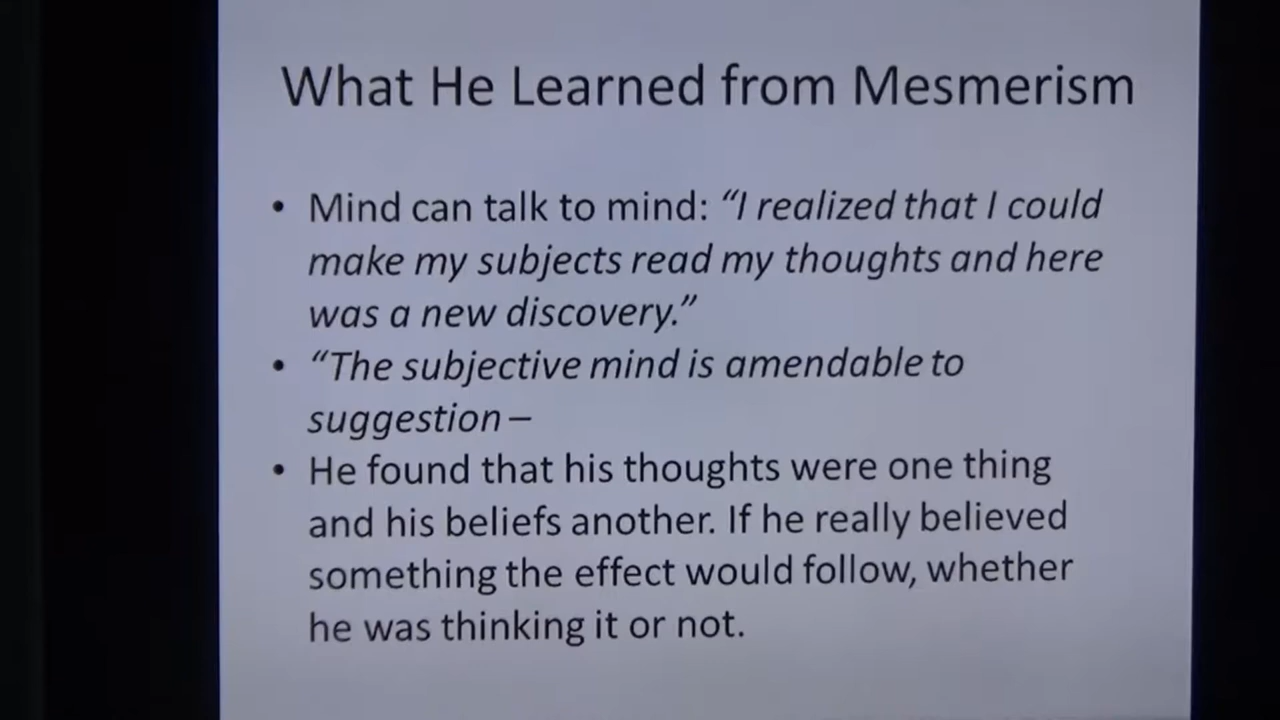 What He Learned from Mesmerism
• Mind can talk to mind: “I realized that I could
make my subjects read my thoughts and here
was a new discovery.”
• “The subjective mind is amendable to
suggestion –
• He found that his thoughts were one thing
and his beliefs another. If he really believed
something the effect would follow, whether
he was thinking it or not.